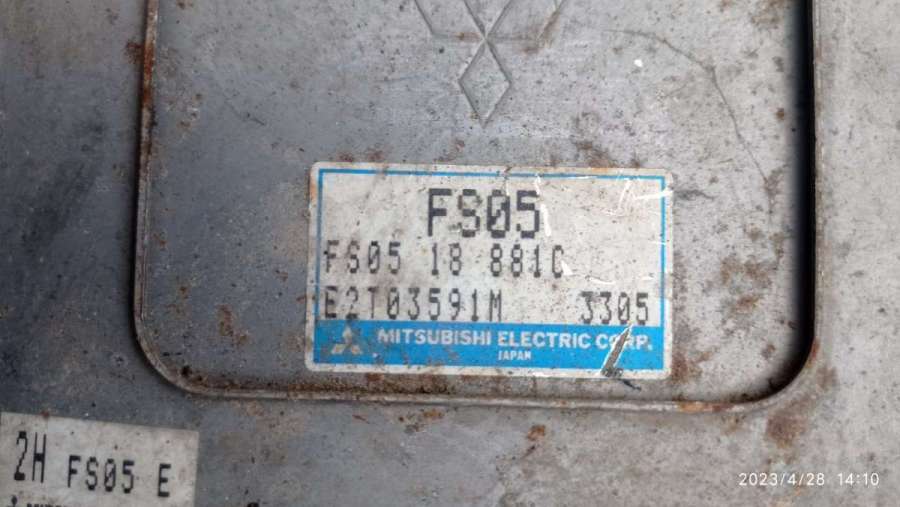 FS05
FS05 18 881C
E2T03591M 3305
MITSUBISHI ELECTRIC CORP.
JAPAN
2H FS05 E
2023/4/28 14:10